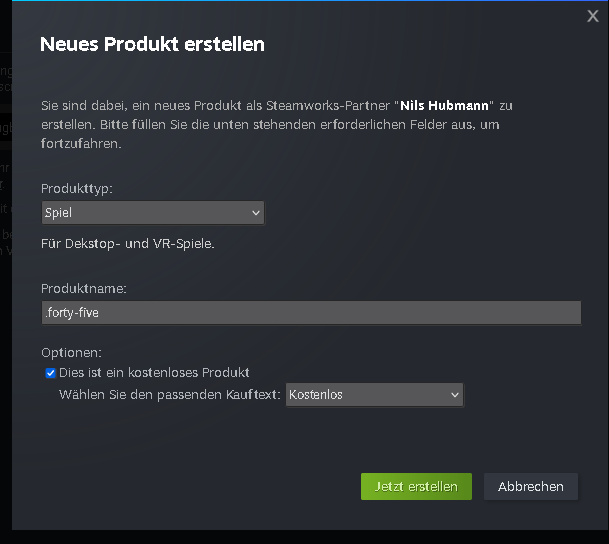 X
Neues Produkt erstellen
Sie sind dabei, ein neues Produkt als Steamworks-Partner "Nils Hubmann" zu
erstellen. Bitte füllen Sie die unten stehenden erforderlichen Felder aus, um
fortzufahren.
Produkttyp:
Spiel
Für Dekstop- und VR-Spiele.
Produktname:
.forty-five
Optionen:
Dies ist ein kostenloses Produkt
Wählen Sie den passenden Kauftext: Kostenlos
Jetzt erstellen Abbrechen